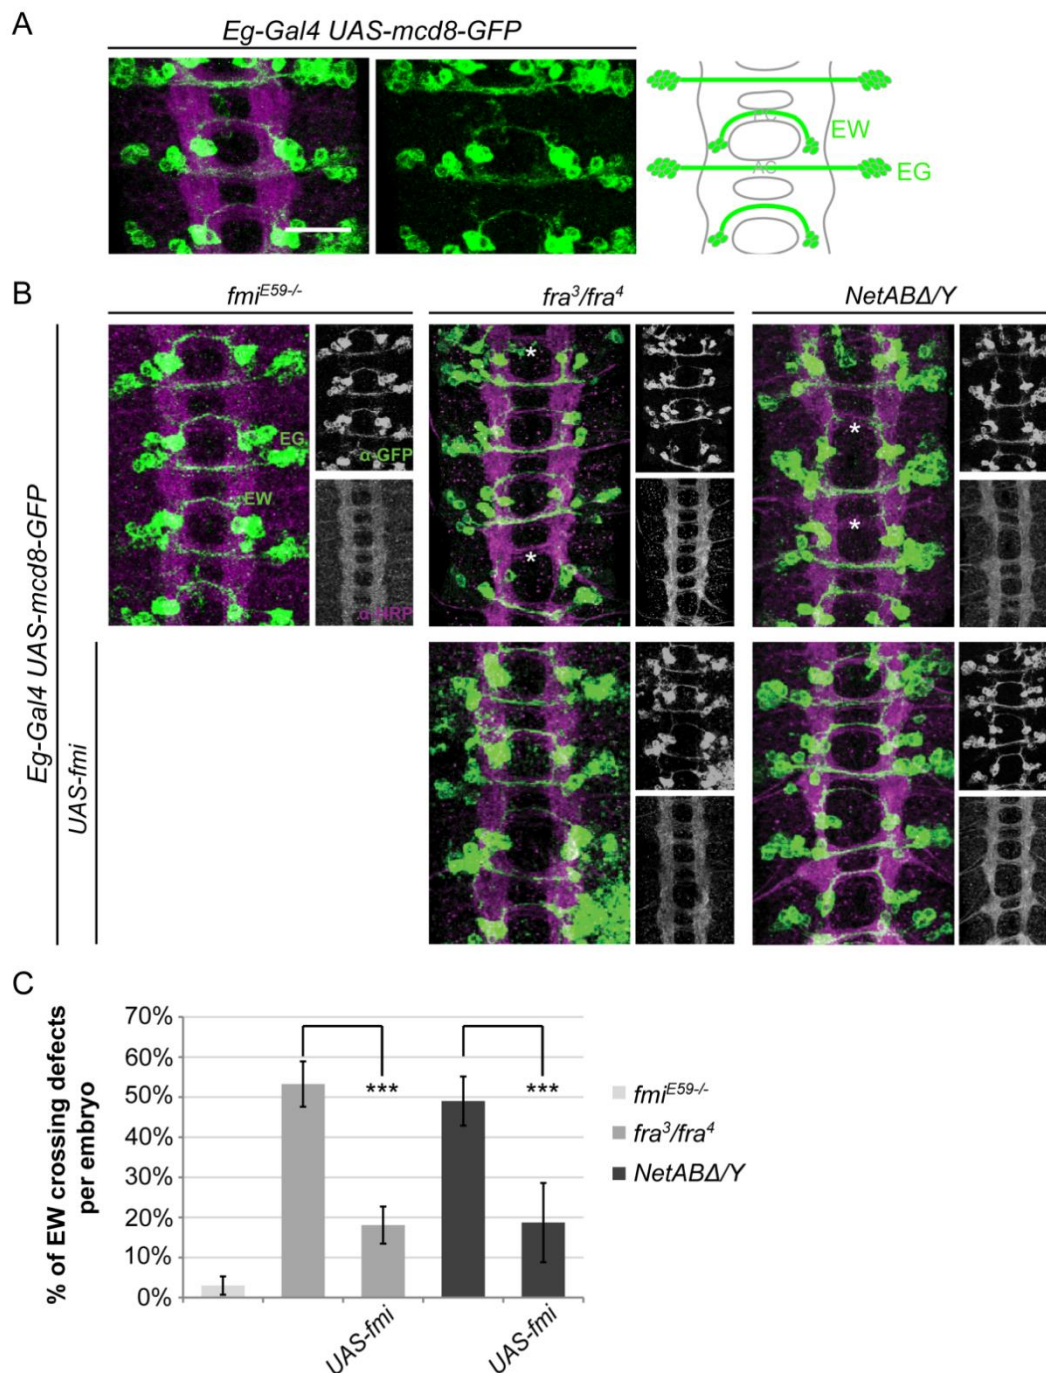 A
Eg-Gal4 UAS-mcd8-GFP
PC
EW
AC
EG
B
fmiE59-/-
fra3/fra4
NetABΔ/Y
Eg-Gal4 UAS-mcd8-GFP
UAS-fmi
*
*
*
*
EG
EW
α-GFP
α-HRP
C
% of EW crossing defects
per embryo
70%
60%
50%
40%
30%
20%
10%
0%
***
***
UAS-fmi
UAS-fmi
fmiE59-/-
fra3/fra4
NetABΔ/Y